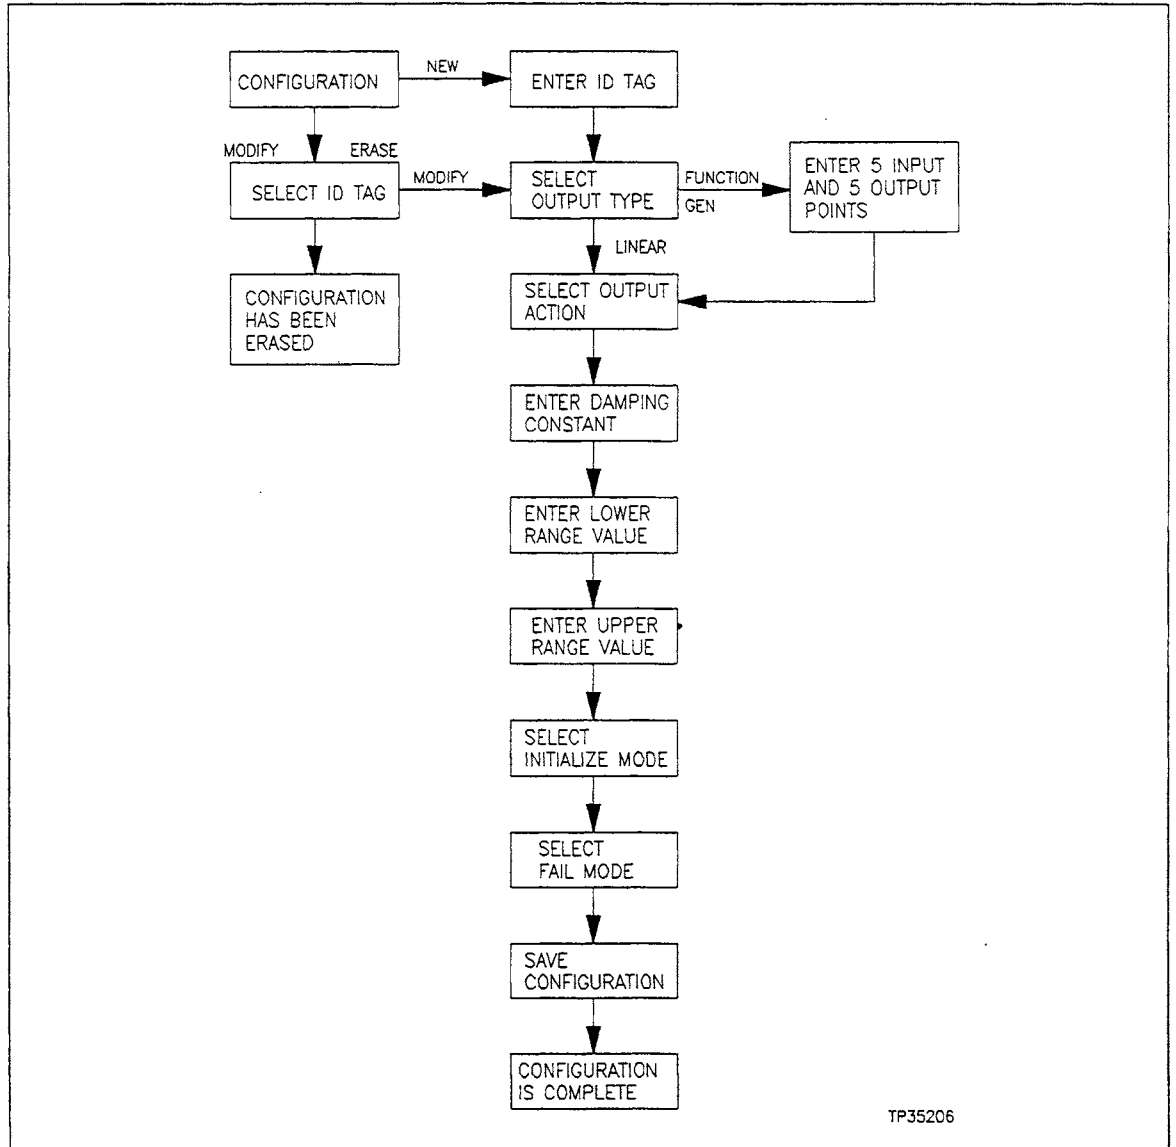 CONFIGURATION
NEW
ENTER ID TAG
MODIFY
ERASE
SELECT ID TAG
MODIFY
SELECT
OUTPUT TYPE
FUNCTION
GEN
ENTER 5 INPUT
AND 5 OUTPUT
POINTS
LINEAR
CONFIGURATION
HAS BEEN
ERASED
SELECT OUTPUT
ACTION
ENTER DAMPING
CONSTANT
ENTER LOWER
RANGE VALUE
ENTER UPPER
RANGE VALUE
SELECT
INITIALIZE MODE
SELECT
FAIL MODE
SAVE
CONFIGURATION
CONFIGURATION
IS COMPLETE
TP35206